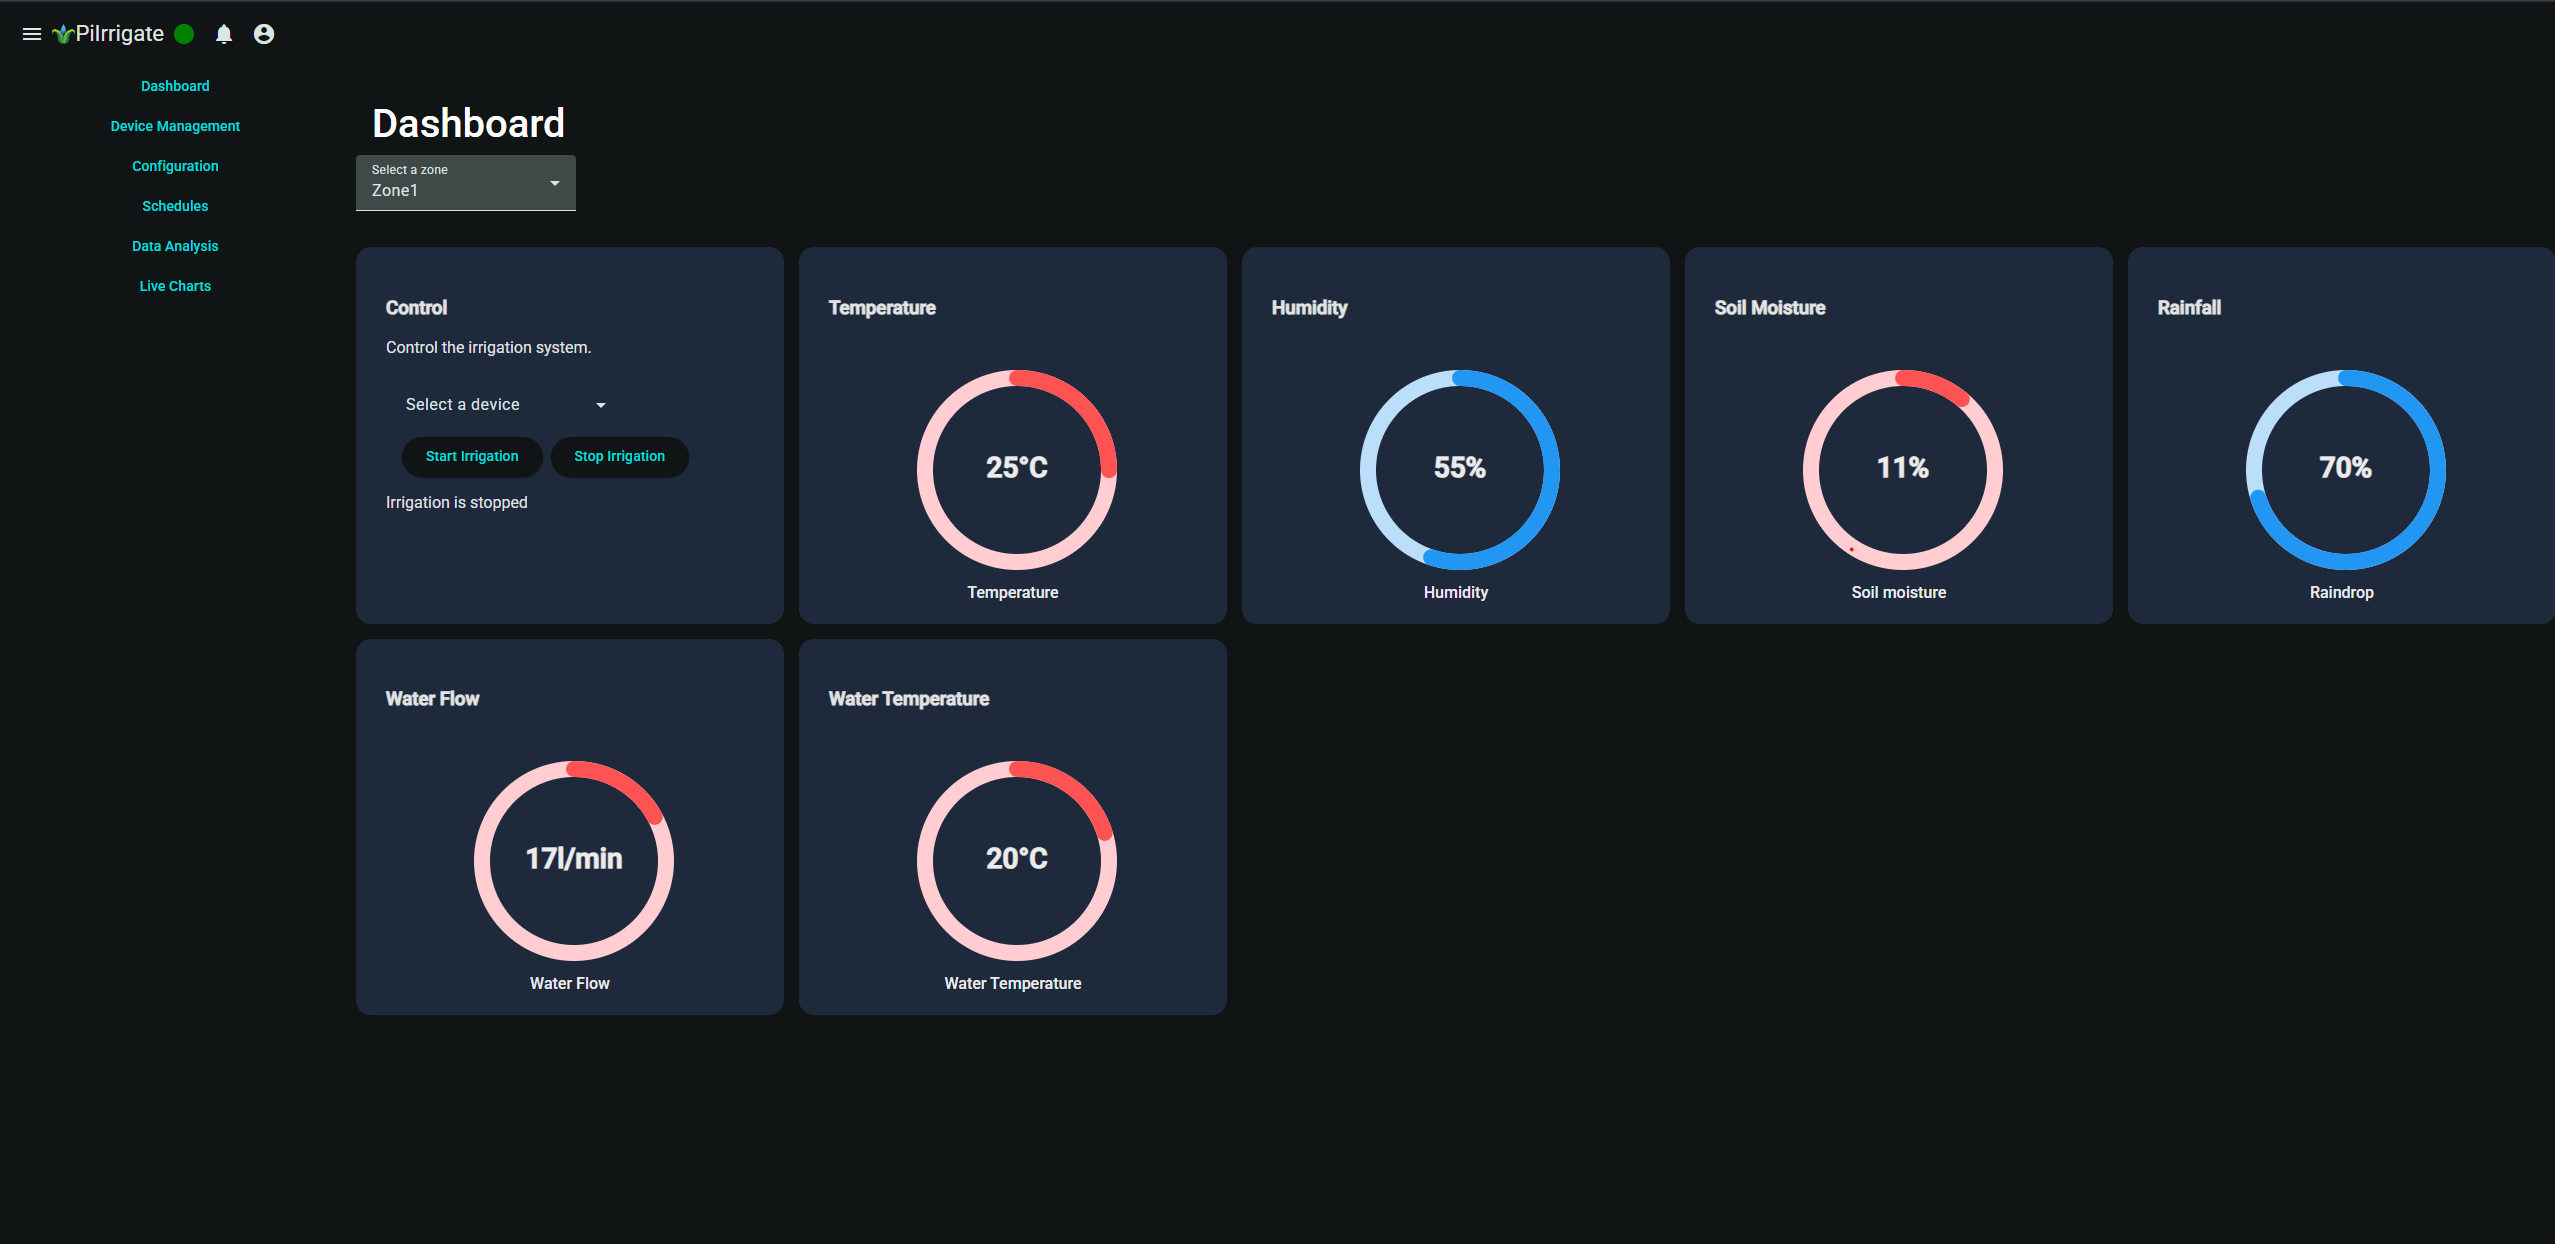 PiIrrigate
Dashboard
Device Management
Configuration
Schedules
Data Analysis
Live Charts
Dashboard
Select a zone
Zone1
Control
Control the irrigation system.
Select a device
Start Irrigation
Stop Irrigation
Irrigation is stopped
Temperature
25°C
Temperature
Humidity
55%
Humidity
Soil Moisture
11%
Soil moisture
Rainfall
70%
Raindrop
Water Flow
17l/min
Water Flow
Water Temperature
20°C
Water Temperature